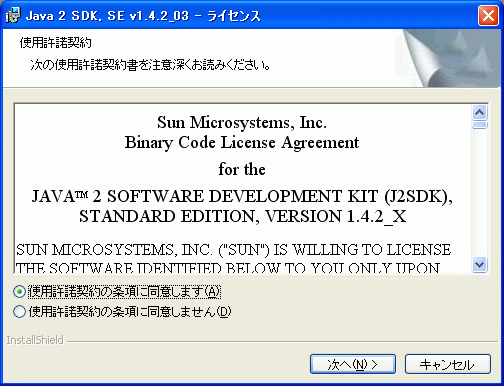 Java 2 SDK, SE v1.4.2_03 - ライセンス
使用許諾契約
次の使用許諾契約書を注意深くお読みください。
Sun Microsystems, Inc.
Binary Code License Agreement
for the
JAVA™ 2 SOFTWARE DEVELOPMENT KIT (J2SDK),
STANDARD EDITION, VERSION 1.4.2_X
SUN MICROSYSTEMS, INC. ("SUN") IS WILLING TO LICENSE
THE SOFTWARE IDENTIFIED BELOW TO YOU ONLY UPON
使用許諾契約の条項に同意します(A)
使用許諾契約の条項に同意しません(D)
InstallShield
次へ(N) >
キャンセル